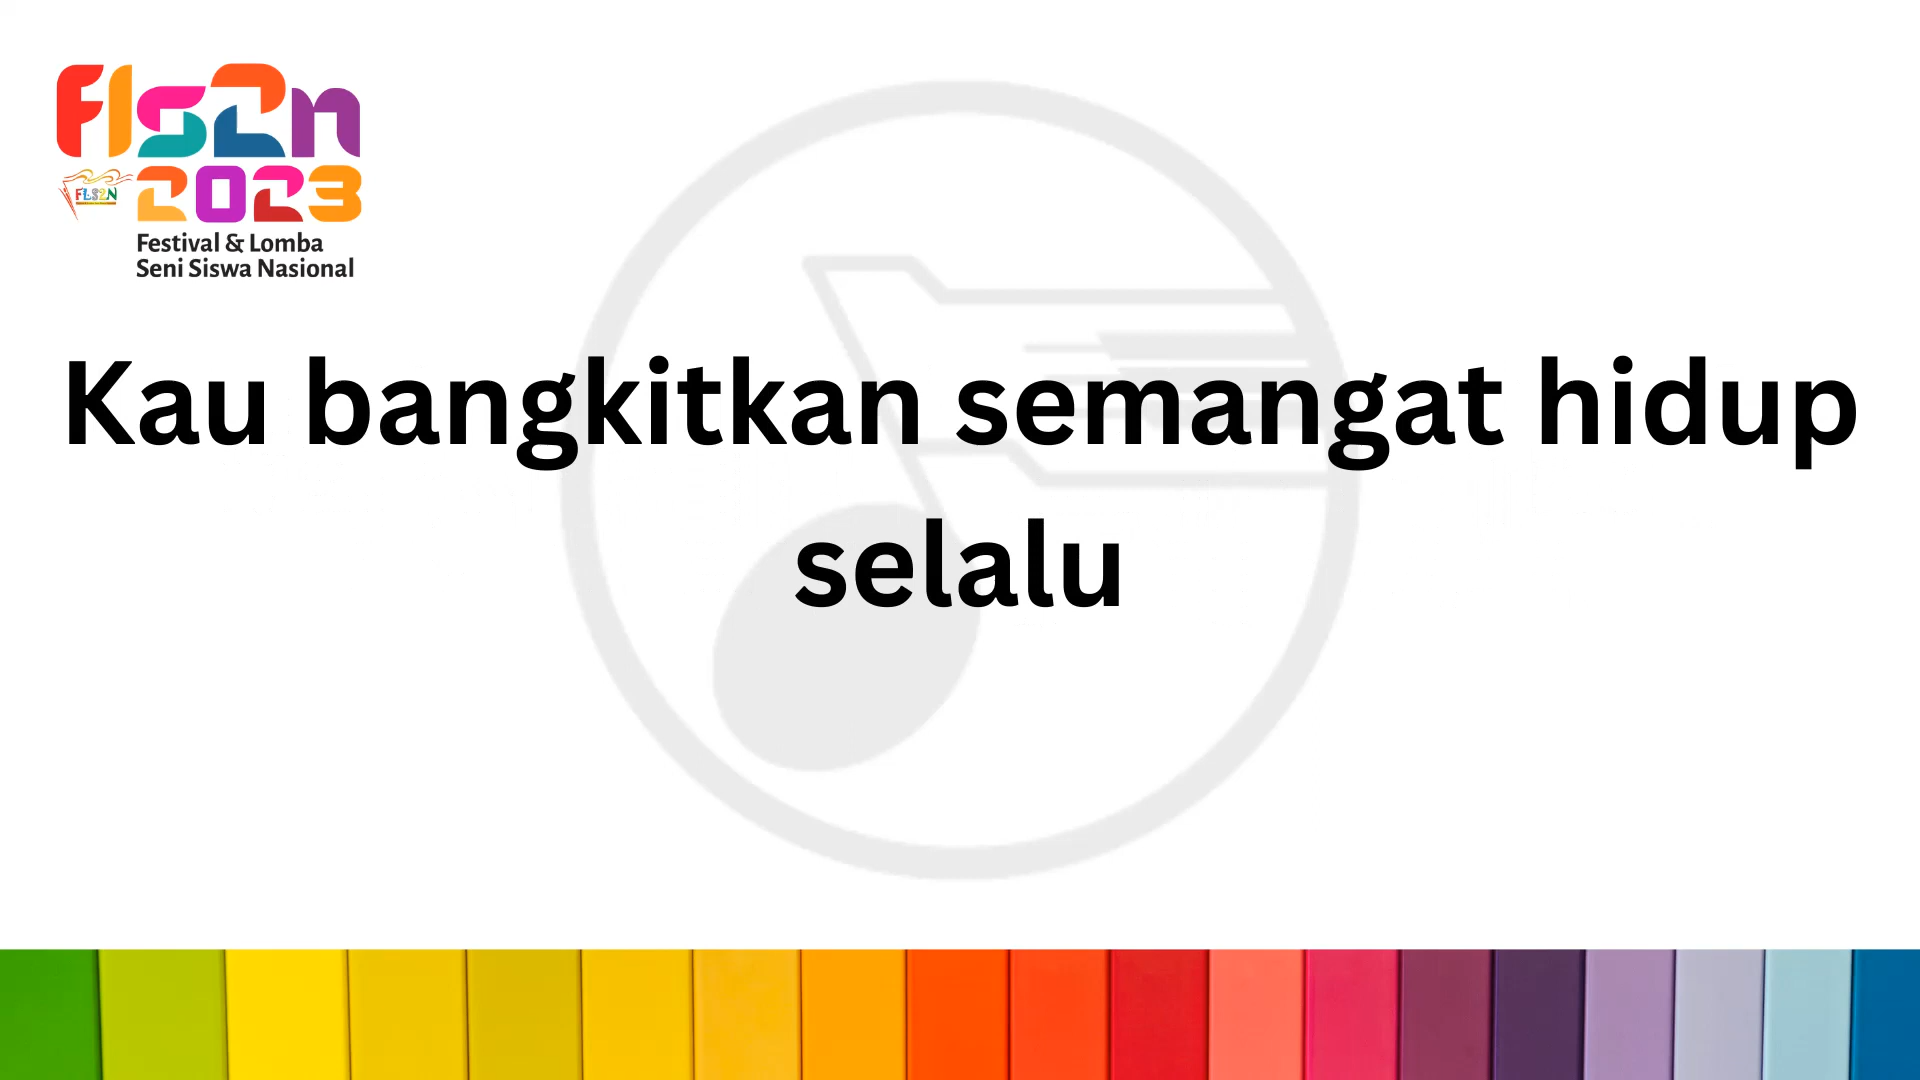 FlS2n
2023
FLS2N
Festival & Lomba
Seni Siswa Nasional
Kau bangkitkan semangat hidup
selalu